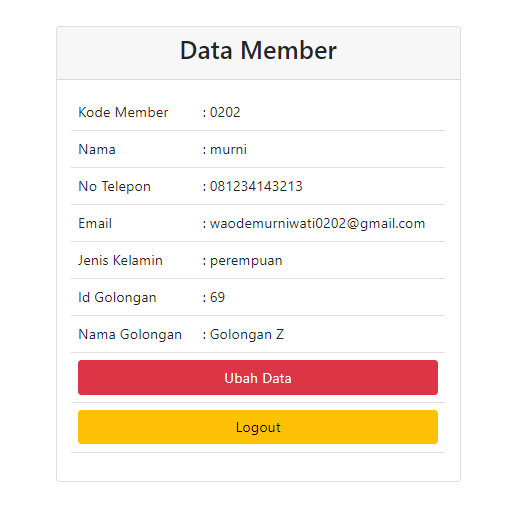 Data Member
Kode Member : 0202
Nama : murni
No Telepon : 081234143213
Email : waodemurniwati0202@gmail.com
Jenis Kelamin : perempuan
Id Golongan : 69
Nama Golongan : Golongan Z
Ubah Data
Logout